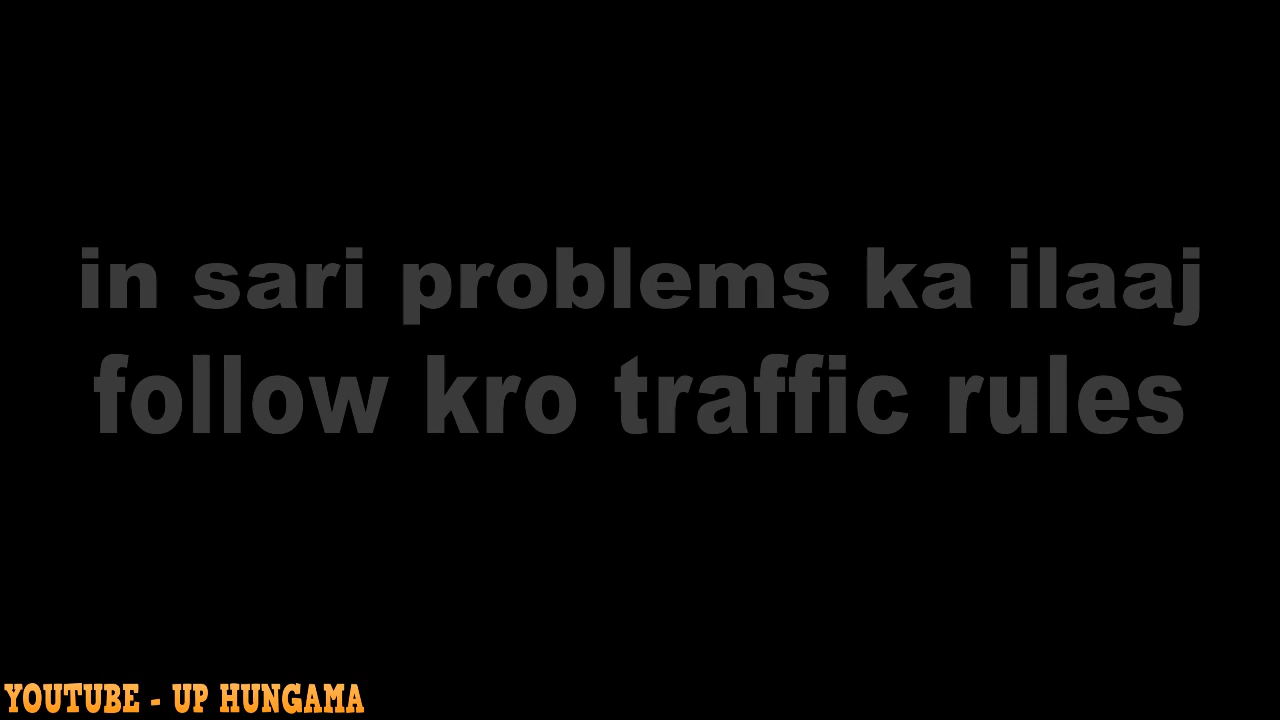 in sari problems ka ilaaj
follow kro traffic rules
YOUTUBE - UP HUNGAMA